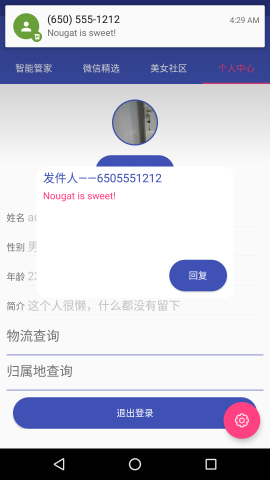 (650) 555-1212
4:29 AM
Nougat is sweet!
智能管家
微信精选
美女社区
个人中心
发件人——6505551212
Nougat is sweet!
姓名
性别 男
年龄 23
回复
简介 这个人很懒，什么都没有留下
物流查询
归属地查询
退出登录